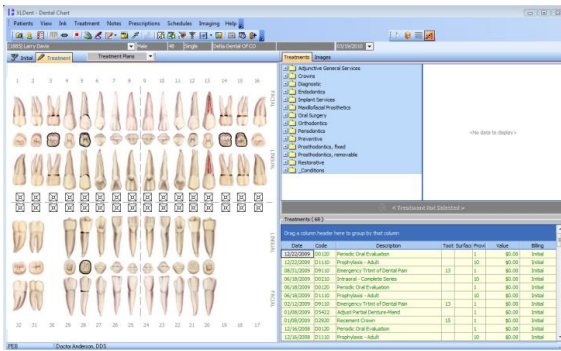 XLDent - Dental Chart
Patients View Ink Treatment Notes Prescriptions Schedules Imaging Help
(1885) Larry Davis Male 48 Single Delta Dental Of CO 03/10/2010
Initial Treatment Treatment Plans
Treatments Images
1 2 3 4 5 6 7 8 9 10 11 12 13 14 15 16
FACIAL
LINGUAL
LINGUAL
FACIAL
32 31 30 29 28 27 26 25 24 23 22 21 20 19 18 17
Adjunctive General Services
Crowns
Diagnostic
Endodontics
Implant Services
Maxillofacial Prosthetics
Oral Surgery
Orthodontics
Periodontics
Preventive
Prosthodontics, fixed
Prosthodontics, removable
Restorative
_Conditions
<No data to display>
< Treatment Not Selected >
Treatments ( 68 )
Drag a column header here to group by that column
Date Code Description Toot Surfac Provi Value Billing
12/22/2009 D0120 Periodic Oral Evaluation 1 $0.00 Initial
12/22/2009 D1110 Prophylaxis - Adult 10 $0.00 Initial
08/31/2009 D9110 Emergency Trtmt of Dental Pain 13 1 $0.00 Initial
06/18/2009 D0210 Intraoral - Complete Series 10 $0.00 Initial
06/18/2009 D0120 Periodic Oral Evaluation 1 $0.00 Initial
06/18/2009 D1110 Prophylaxis - Adult 10 $0.00 Initial
02/12/2009 D9110 Emergency Trtmt of Dental Pain 13 1 $0.00 Initial
01/08/2009 D5422 Adjust Partial Denture-Mand 1 $0.00 Initial
01/08/2009 D2920 Recement Crown 15 1 $0.00 Initial
12/16/2008 D0120 Periodic Oral Evaluation 1 $0.00 Initial
12/16/2008 D1110 Prophylaxis - Adult 10 $0.00 Initial
PEB Doctor Anderson, DDS